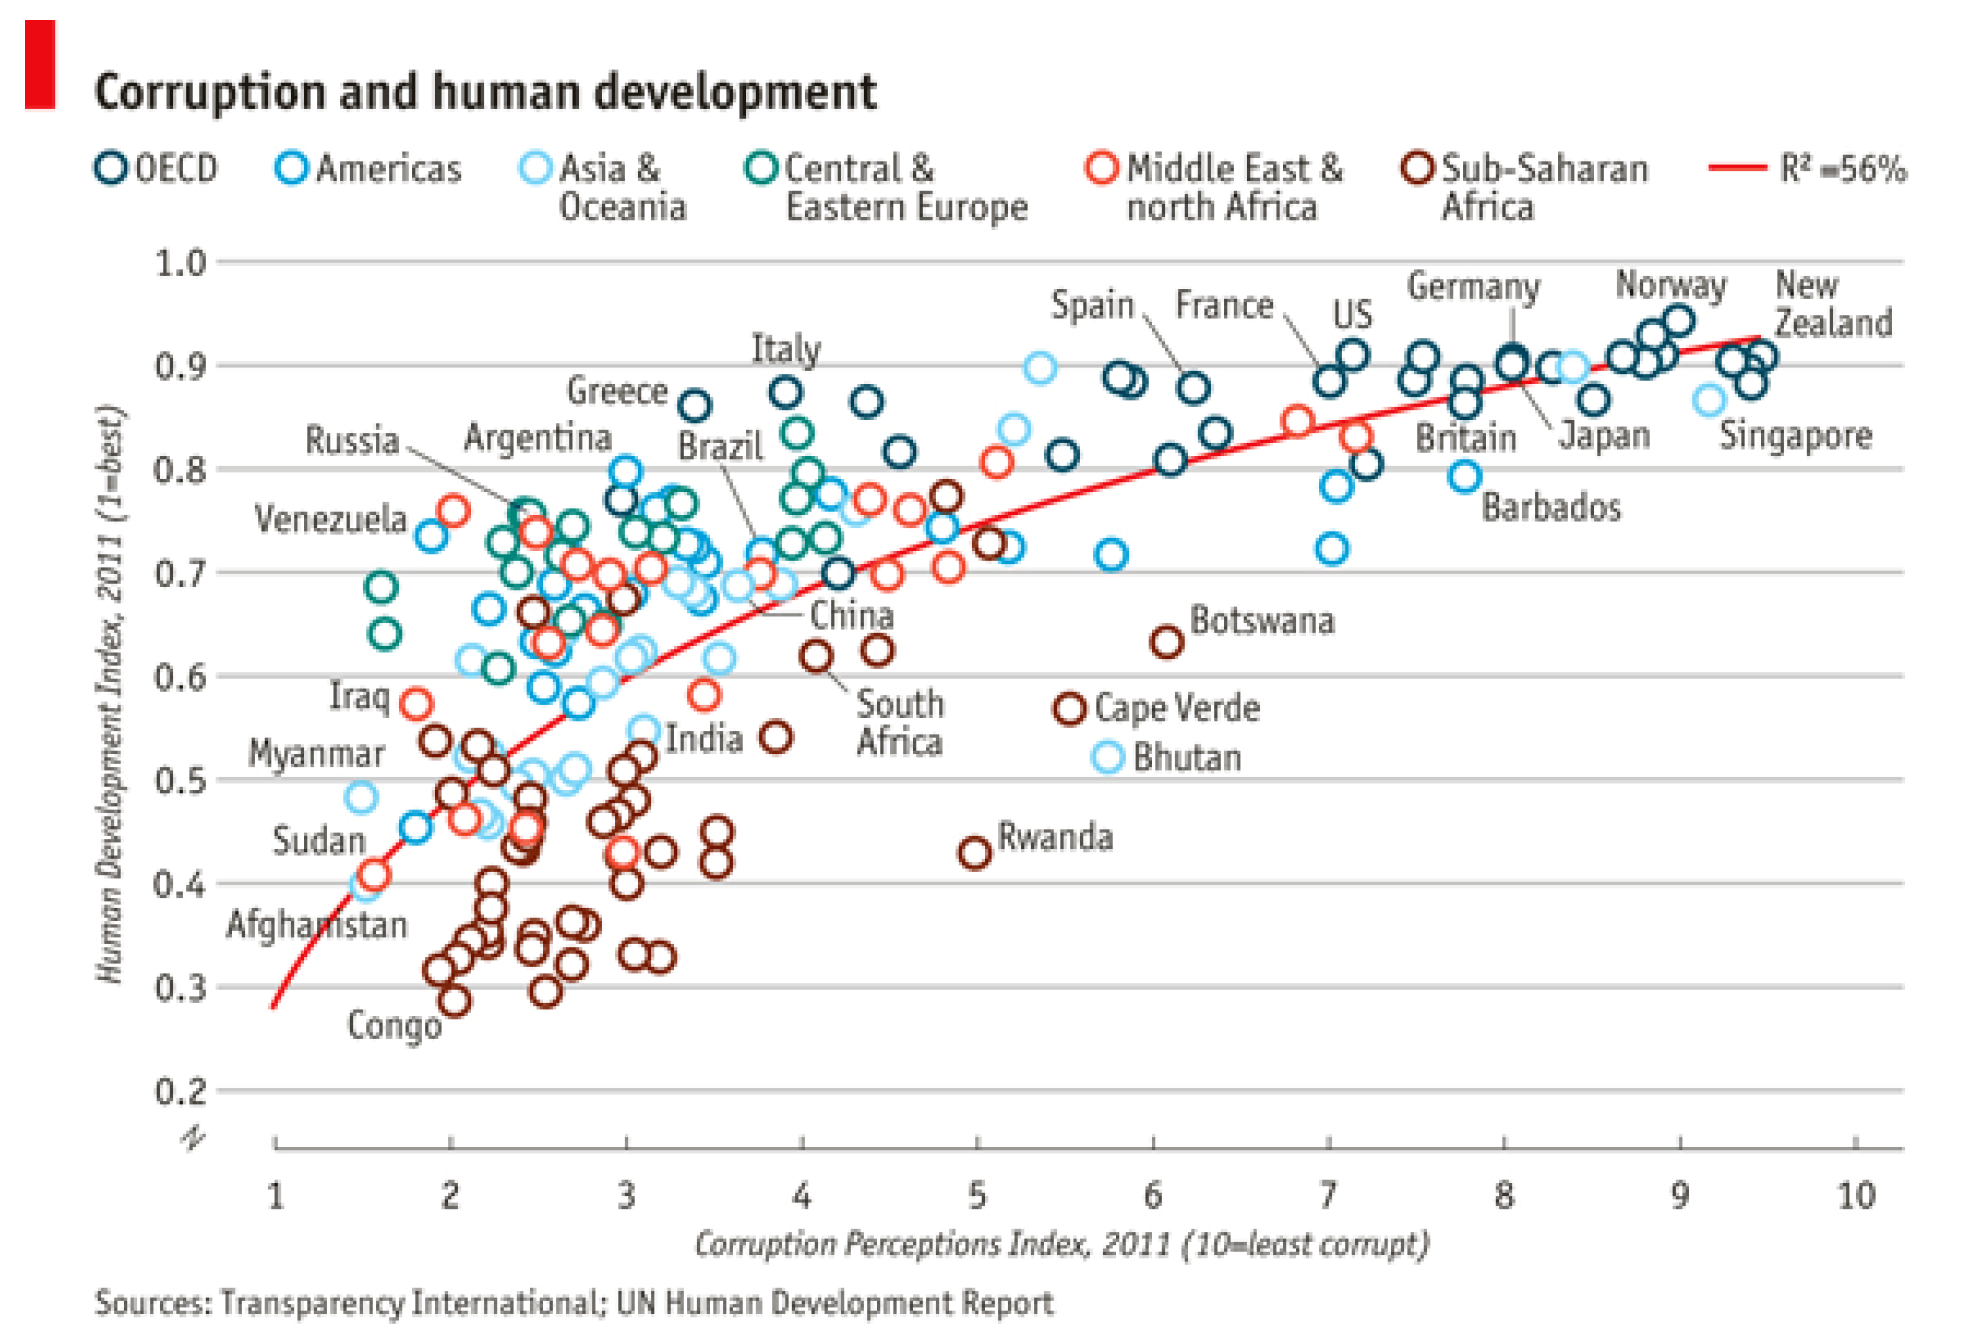 Corruption and human development
OECD
Americas
Asia &
Oceania
Central &
Eastern Europe
Middle East &
north Africa
Sub-Saharan
Africa
R² =56%
Human Development Index, 2011 (1=best)
1.0
0.9
0.8
0.7
0.6
0.5
0.4
0.3
0.2
Norway
New
Zealand
Germany
Spain
France
US
Italy
Greece
Russia
Argentina
Brazil
Britain
Japan
Singapore
Venezuela
Barbados
China
Botswana
Iraq
South
Africa
Cape Verde
Myanmar
India
Bhutan
Sudan
Rwanda
Afghanistan
Congo
1 2 3 4 5 6 7 8 9 10
Corruption Perceptions Index, 2011 (10=least corrupt)
Sources: Transparency International; UN Human Development Report